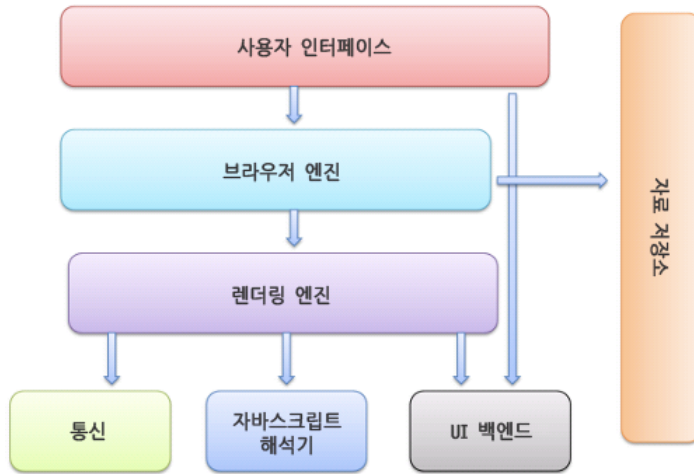 사용자 인터페이스
브라우저 엔진
자료 저장소
렌더링 엔진
통신
자바스크립트
해석기
UI 백엔드